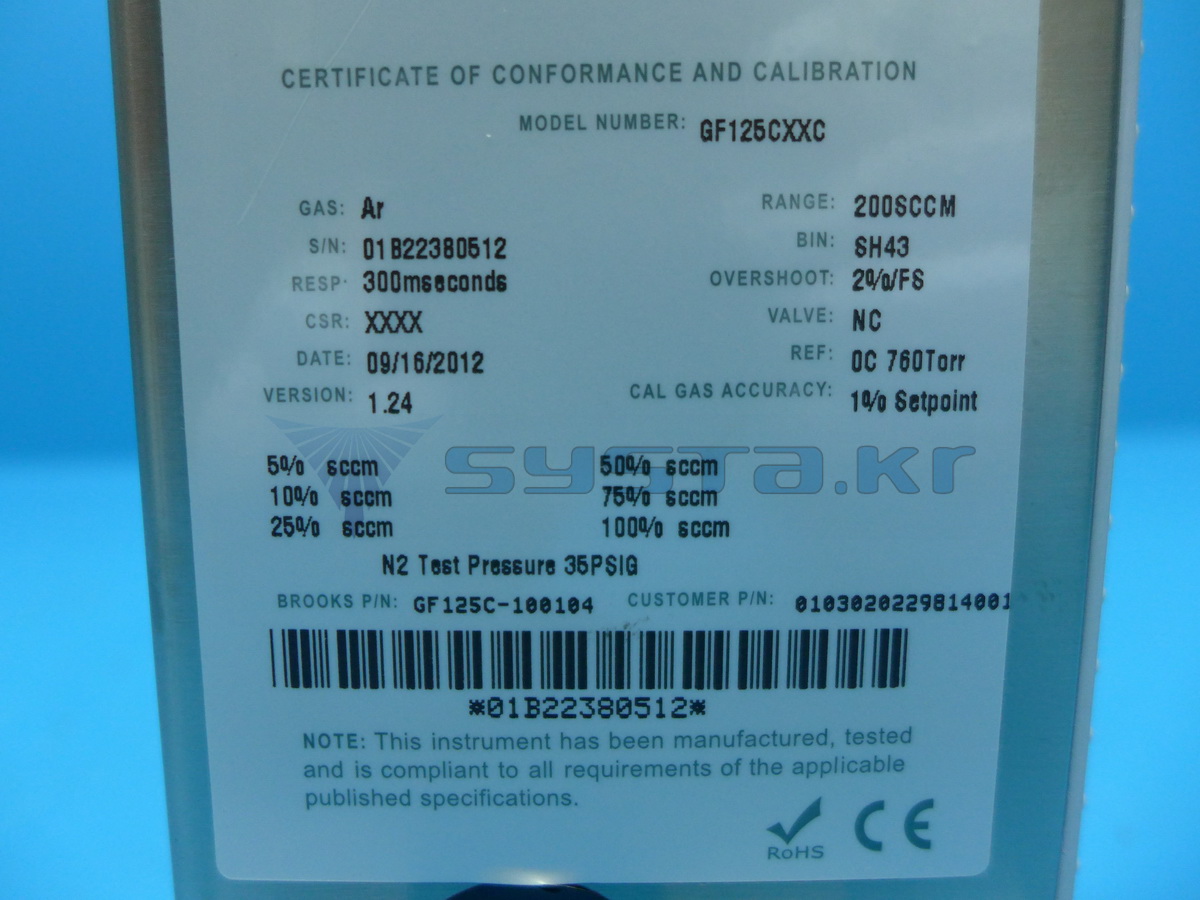 CERTIFICATE OF CONFORMANCE AND CALIBRATION
MODEL NUMBER: GF125CXXC
GAS: Ar RANGE: 200SCCM
S/N: 01B22380512 BIN: SH43
RESP: 300mseconds OVERSHOOT: 2%/FS
CSR: XXXX VALVE: NC
DATE: 09/16/2012 REF: 0C 760Torr
VERSION: 1.24 CAL GAS ACCURACY: 1% Setpoint
systa.kr
5% sccm 50% sccm
10% sccm 75% sccm
25% sccm 100% sccm
N2 Test Pressure 35PSIG
BROOKS P/N: GF125C-100104 CUSTOMER P/N: 0103020229814001
*01B22380512*
NOTE: This instrument has been manufactured, tested
and is compliant to all requirements of the applicable
published specifications.
RoHS CE